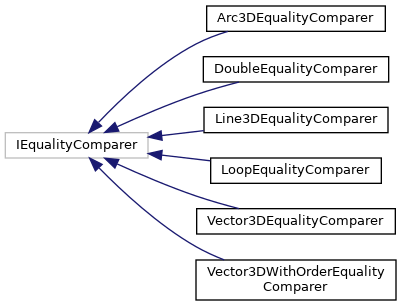 Arc3DEqualityComparer
DoubleEqualityComparer
Line3DEqualityComparer
IEqualityComparer
LoopEqualityComparer
Vector3DEqualityComparer
Vector3DWithOrderEquality
Comparer